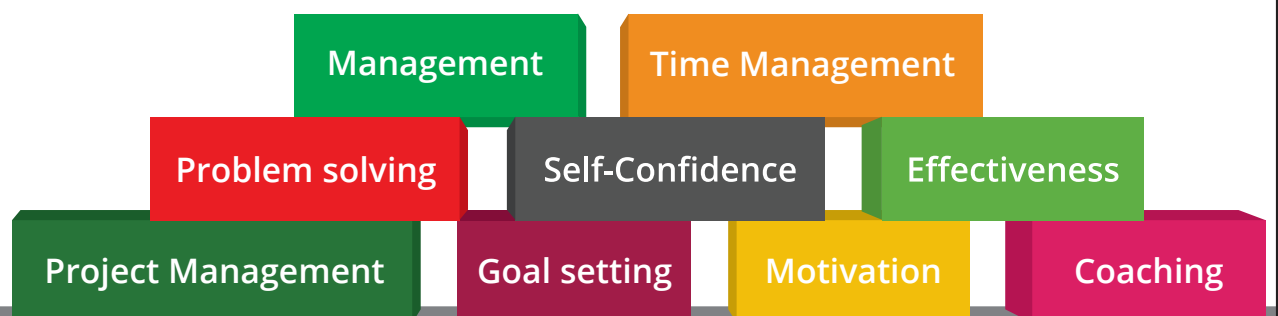 Management
Time Management
Problem solving
Self-Confidence
Effectiveness
Project Management
Goal setting
Motivation
Coaching